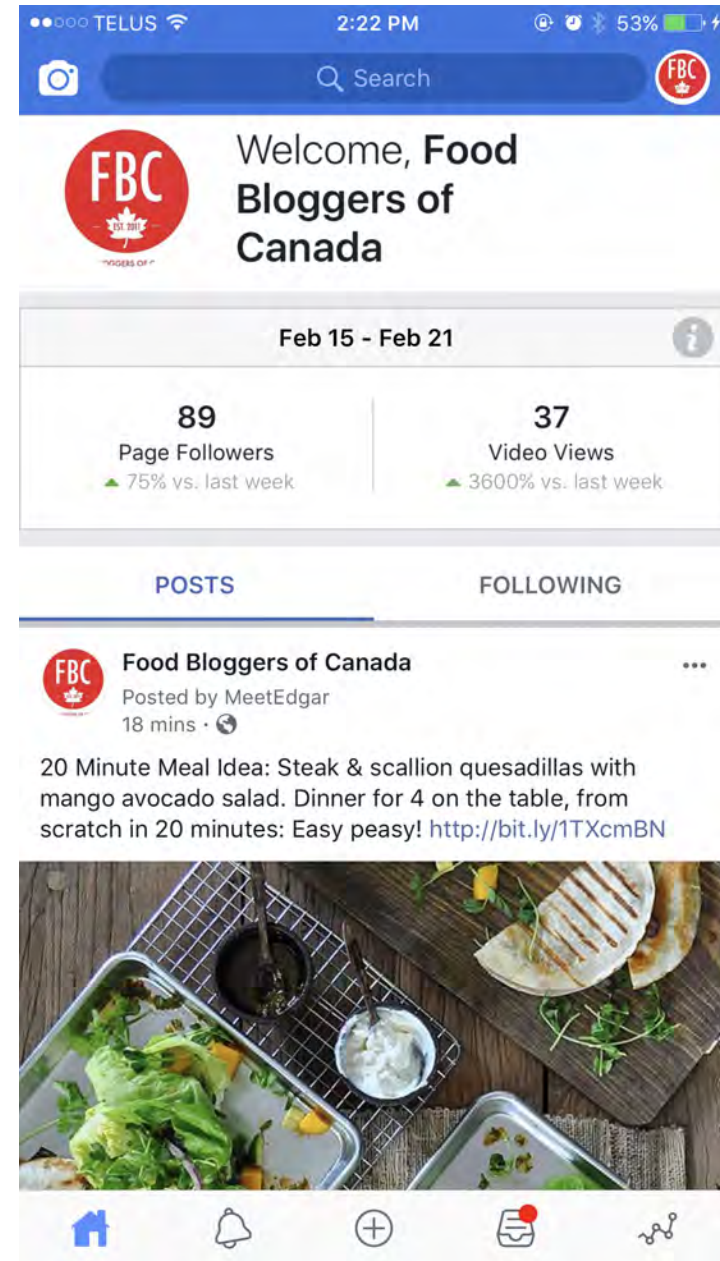 TELUS 2:22 PM 53%
Search
FBC
FBC
EST. 2011
Welcome, Food
Bloggers of
Canada
Feb 15 - Feb 21
i
89 37
Page Followers Video Views
75% vs. last week 3600% vs. last week
POSTS FOLLOWING
FBC
Food Bloggers of Canada
Posted by MeetEdgar
18 mins ·
20 Minute Meal Idea: Steak & scallion quesadillas with
mango avocado salad. Dinner for 4 on the table, from
scratch in 20 minutes: Easy peasy! http://bit.ly/1TXcmBN